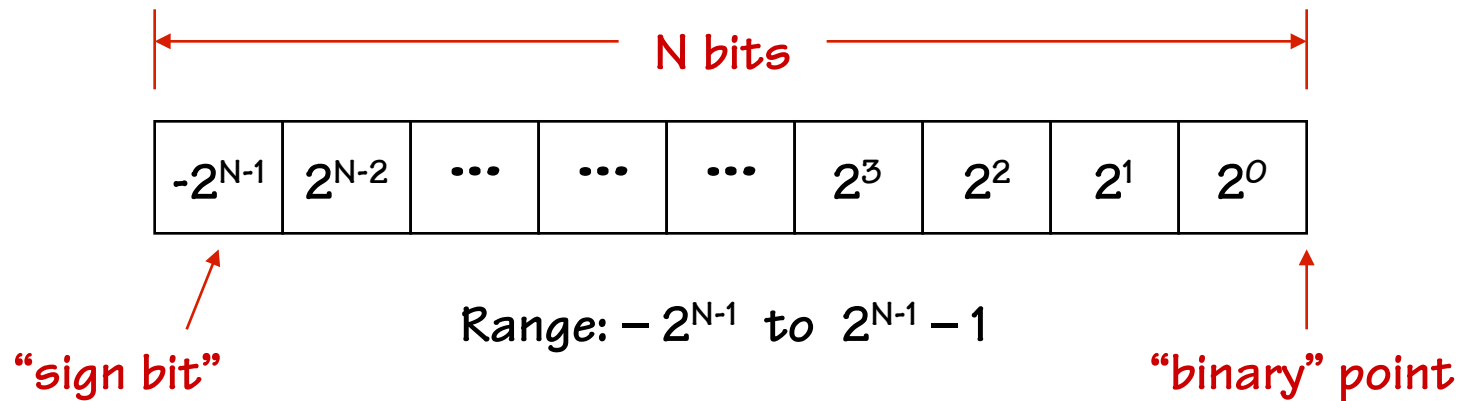 N bits
-2^N-1 2^N-2 ... ... ... 2^3 2^2 2^1 2^0
Range: – 2^N-1 to 2^N-1 – 1
“sign bit” “binary” point